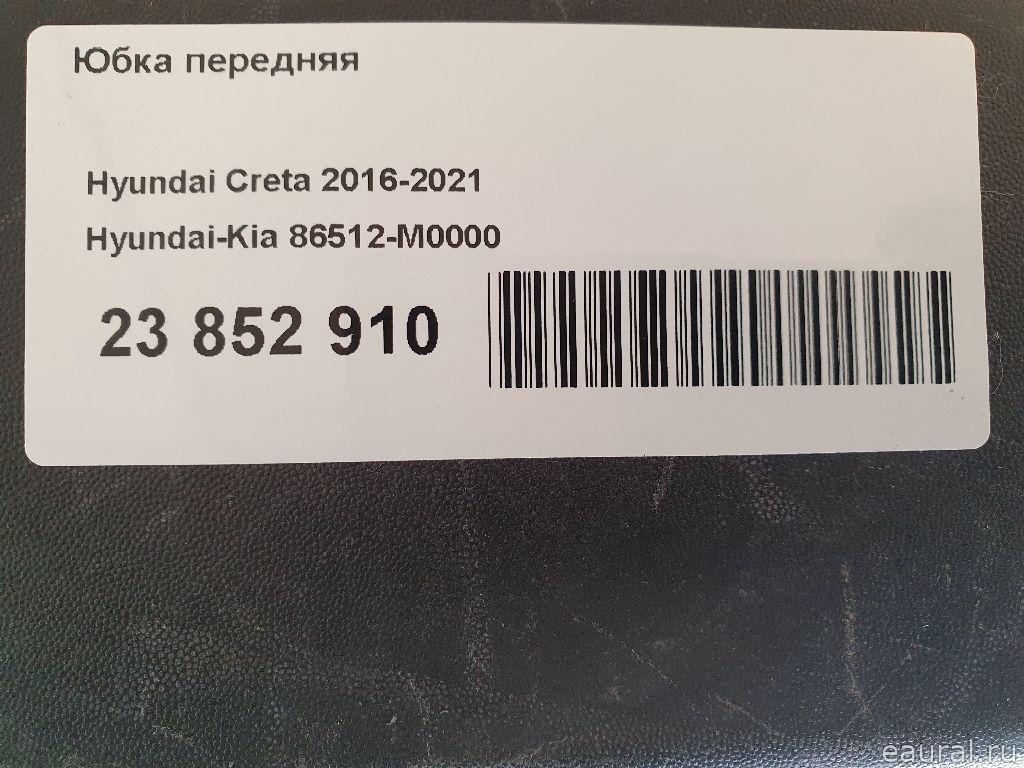 Юбка передняя
Hyundai Creta 2016-2021
Hyundai-Kia 86512-M0000
23 852 910
eaural.ru